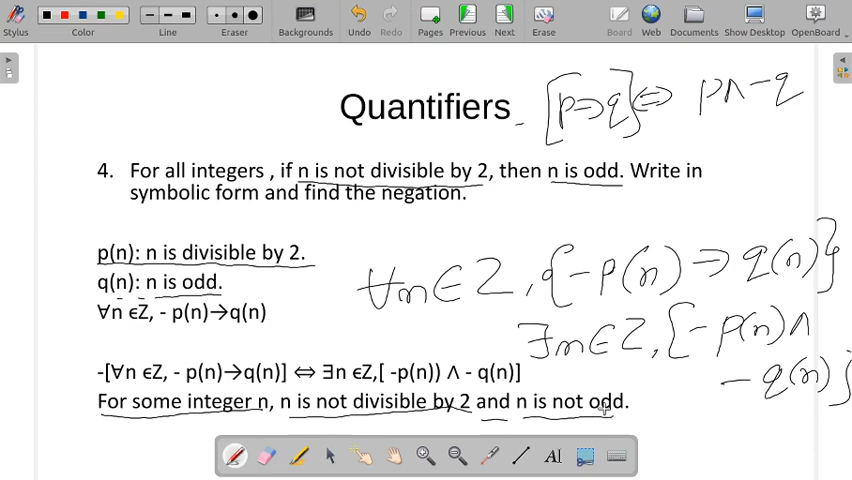 Stylus Color Line Eraser Backgrounds Undo Redo Pages Previous Next Erase Board Web Documents Show Desktop OpenBoard
Quantifiers
- [p→q] ⇔ p∧-q
4. For all integers , if n is not divisible by 2, then n is odd. Write in
symbolic form and find the negation.
p(n): n is divisible by 2.
q(n): n is odd.
∀n ∈ Z, {-p(n) → q(n)}
∀n ϵZ, - p(n)→q(n)
∃n ∈ Z, [-p(n) ∧
- q(n)]
-[∀n ϵZ, - p(n)→q(n)] ⇔ ∃n ϵZ,[ -p(n)) ∧ - q(n)]
For some integer n, n is not divisible by 2 and n is not odd.
AI